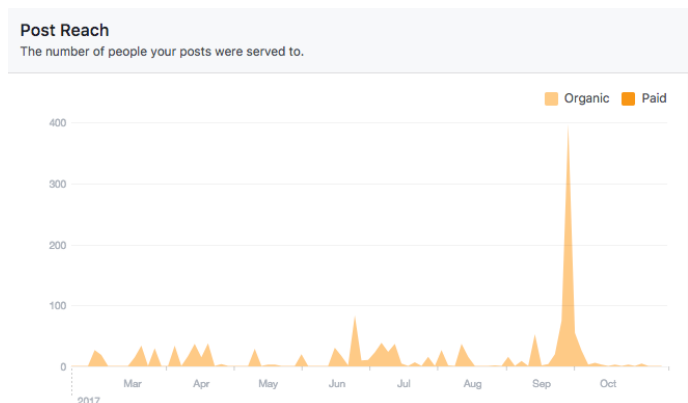 Post Reach
The number of people your posts were served to.
Organic Paid
400
300
200
100
0
Mar Apr May Jun Jul Aug Sep Oct
2017